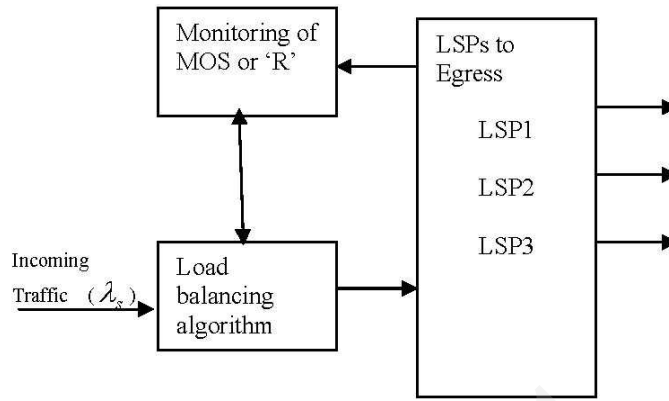 Monitoring of
MOS or ‘R’
LSPs to
Egress
LSP1
LSP2
LSP3
Incoming
Traffic (λₛ)
Load
balancing
algorithm